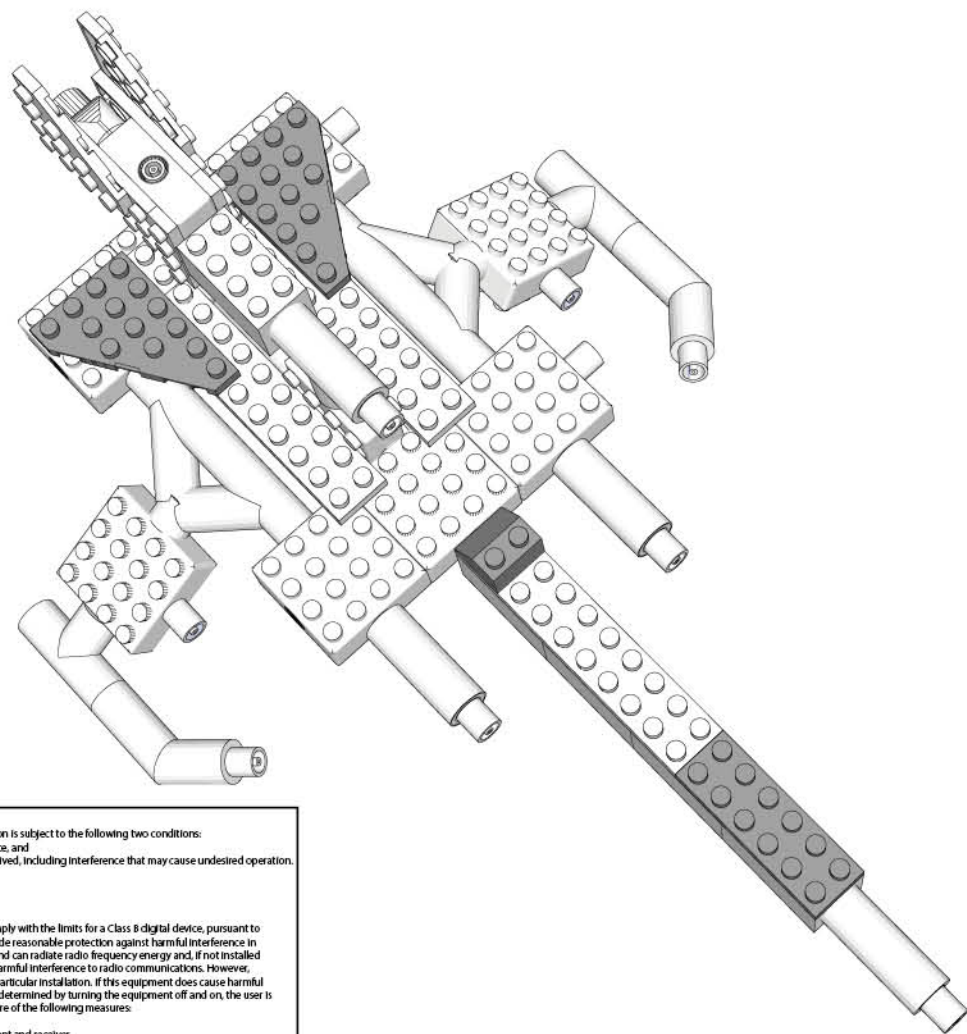 on is subject to the following two conditions:
e, and
ived, including interference that may cause undesired operation.
ply with the limits for a Class B digital device, pursuant to
de reasonable protection against harmful interference in
nd can radiate radio frequency energy and, if not installed
armful interference to radio communications. However,
articular installation. If this equipment does cause harmful
determined by turning the equipment off and on, the user is
re of the following measures:
nt and receiver.